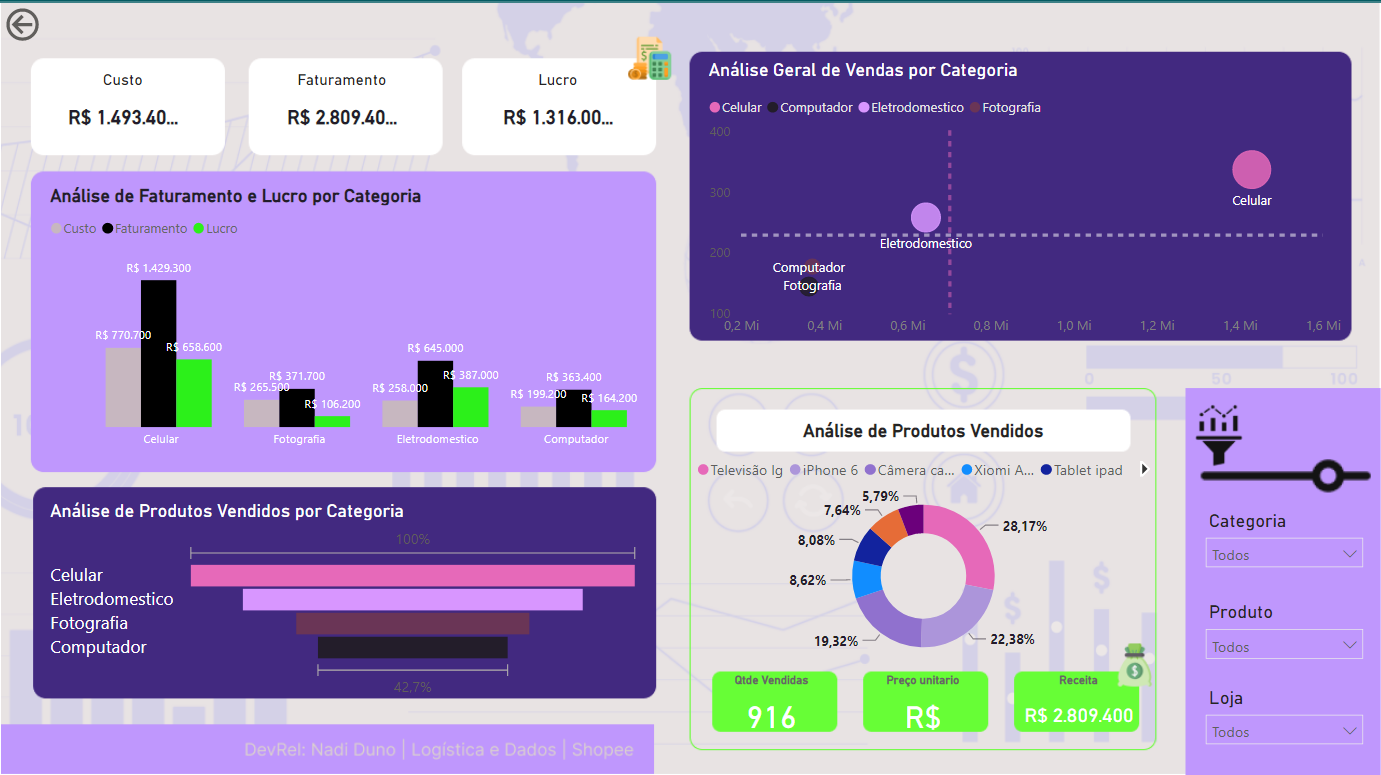 Custo
R$ 1.493.40...
Faturamento
R$ 2.809.40...
Lucro
R$ 1.316.00...
Análise de Faturamento e Lucro por Categoria
Custo Faturamento Lucro
R$ 1.429.300
R$ 770.700
R$ 658.600
R$ 371.700
R$ 265.500
R$ 106.200
R$ 645.000
R$ 258.000
R$ 387.000
R$ 363.400
R$ 199.200
R$ 164.200
Celular Fotografia Eletrodomestico Computador
Análise de Produtos Vendidos por Categoria
100%
Celular
Eletrodomestico
Fotografia
Computador
42,7%
DevRel: Nadi Duno | Logística e Dados | Shopee
Análise Geral de Vendas por Categoria
Celular Computador Eletrodomestico Fotografia
400
300
200
100
Celular
Eletrodomestico
Computador
Fotografia
0,2 Mi 0,4 Mi 0,6 Mi 0,8 Mi 1,0 Mi 1,2 Mi 1,4 Mi 1,6 Mi
0 50 100
Análise de Produtos Vendidos
Televisão lg iPhone 6 Câmera ca... Xiomi A... Tablet ipad
5,79%
7,64%
8,08%
8,62%
19,32%
28,17%
22,38%
Qtde Vendidas
916
Preço unitario
R$
Receita
R$ 2.809.400
Categoria
Todos
Produto
Todos
Loja
Todos